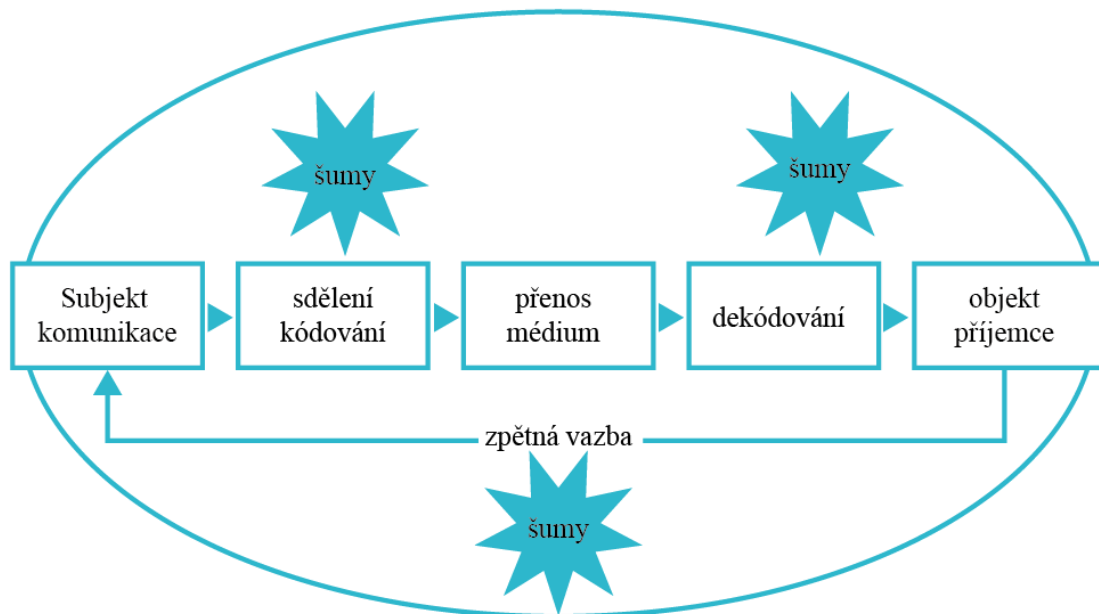 šumy
šumy
Subjekt
komunikace
sdělení
kódování
přenos
médium
dekódování
objekt
příjemce
zpětná vazba
šumy